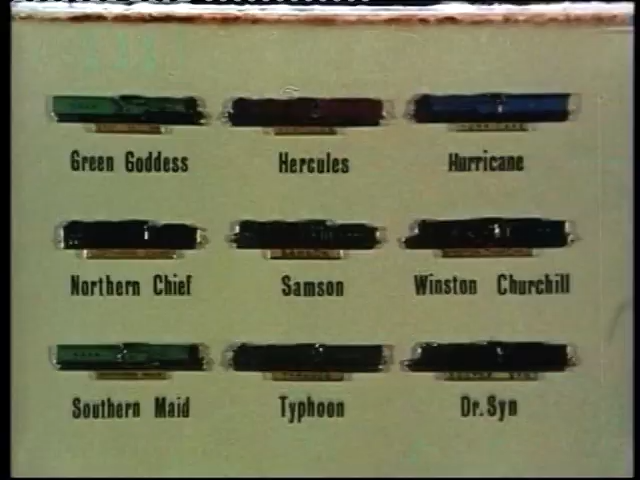 Green Goddess
Hercules
Hurricane
Northern Chief
Samson
Winston Churchill
Southern Maid
Typhoon
Dr. Syn